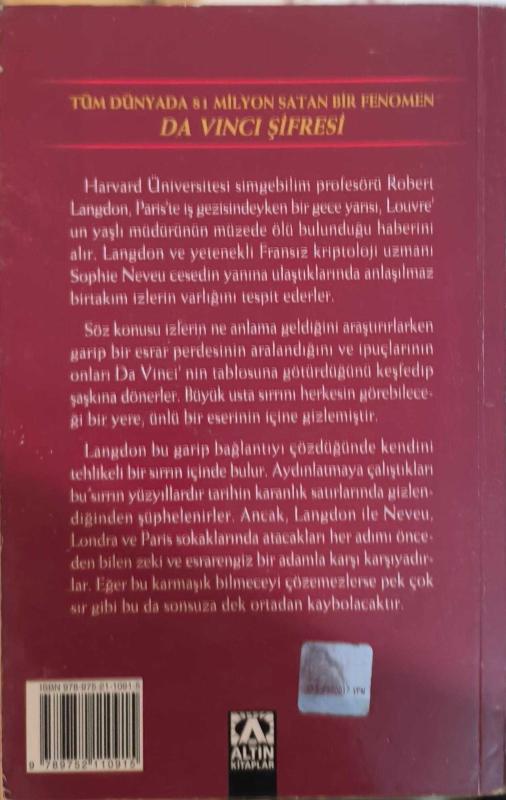 TÜM DÜNYADA 81 MİLYON SATAN BİR FENOMEN
DA VINCI ŞİFRESİ
Harvard Üniversitesi simgebilim profesörü Robert
Langdon, Paris'te iş gezisindeyken bir gece yarısı, Louvre'
un yaşlı müdürünün müzede ölü bulunduğu haberini
alır. Langdon ve yetenekli Fransız kriptoloji uzmanı
Sophie Neveu cesedin yanına ulaştıklarında anlaşılmaz
birtakım izlerin varlığını tespit ederler.
Söz konusu izlerin ne anlama geldiğini araştırırlarken
garip bir esrar perdesinin aralandığını ve ipuçlarının
onları Da Vinci' nin tablosuna götürdüğünü keşfedip
şaşkına dönerler. Büyük usta sırrını herkesin görebilece-
ği bir yere, ünlü bir eserinin içine gizlemiştir.
Langdon bu garip bağlantıyı çözdüğünde kendini
tehlikeli bir sırrın içinde bulur. Aydınlatmaya çalıştıkları
bu sırrın yüzyıllardır tarihin karanlık satırlarında gizlen-
diğinden şüphelenirler. Ancak, Langdon ile Neveu,
Londra ve Paris sokaklarında atacakları her adımı önce-
den bilen zeki ve esrarengiz bir adamla karşı karşıyadır-
lar. Eğer bu karmaşık bilmeceyi çözemezlerse pek çok
sır gibi bu da sonsuza dek ortadan kaybolacaktır.
ISBN 978-975-21-1091-5
9 789752 110915
ALTIN
KİTAPLAR